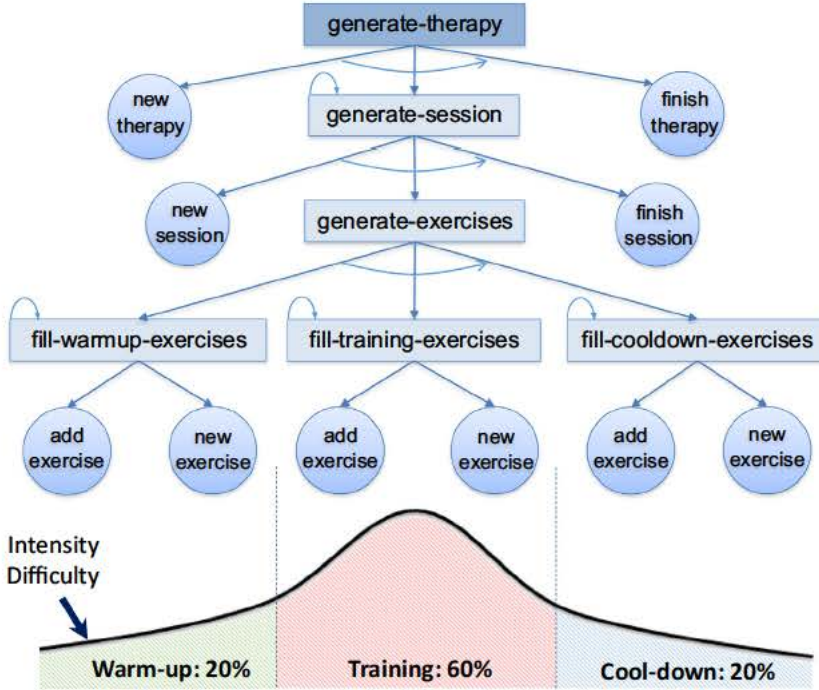 generate-therapy
new
therapy
generate-session
finish
therapy
new
session
generate-exercises
finish
session
fill-warmup-exercises
fill-training-exercises
fill-cooldown-exercises
add
exercise
new
exercise
add
exercise
new
exercise
add
exercise
new
exercise
Intensity
Difficulty
Warm-up: 20%
Training: 60%
Cool-down: 20%